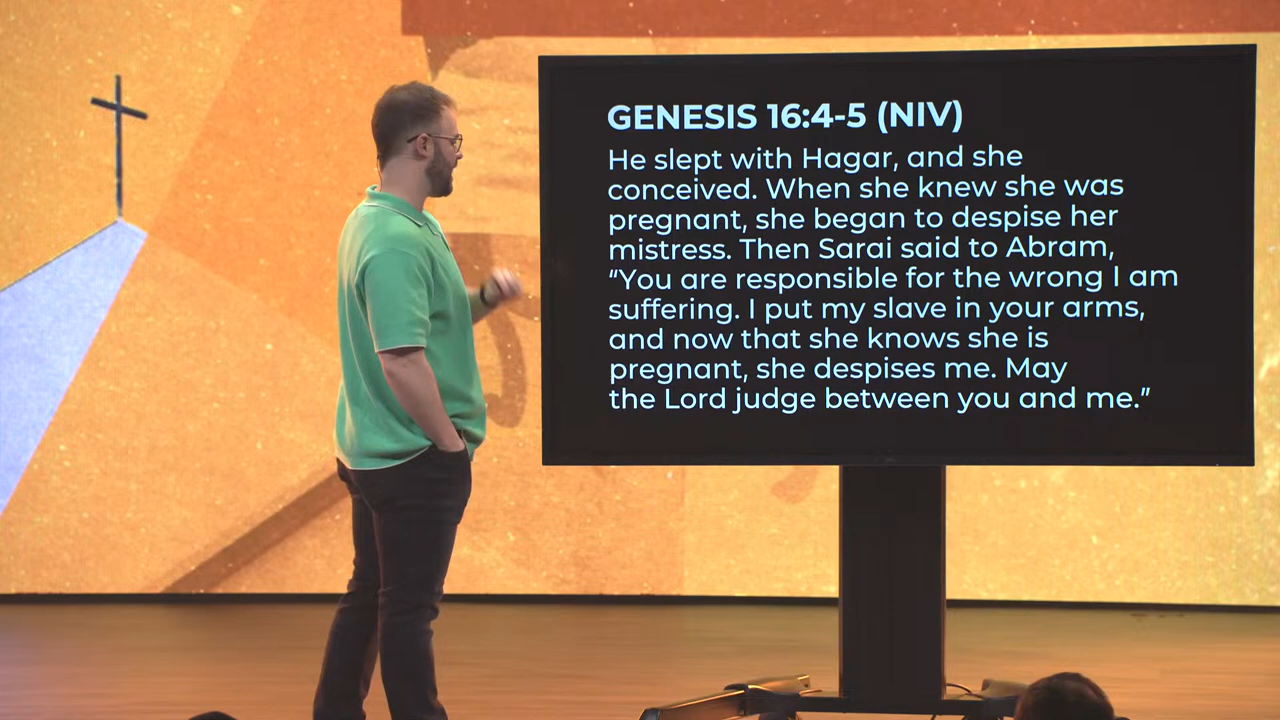 GENESIS 16:4-5 (NIV)
He slept with Hagar, and she
conceived. When she knew she was
pregnant, she began to despise her
mistress. Then Sarai said to Abram,
“You are responsible for the wrong I am
suffering. I put my slave in your arms,
and now that she knows she is
pregnant, she despises me. May
the Lord judge between you and me.”